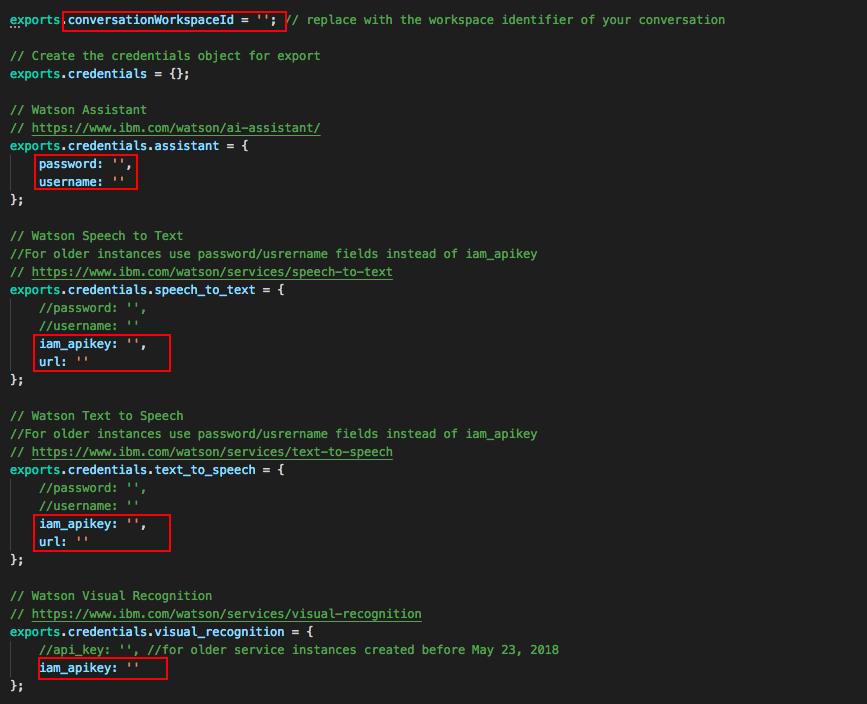 exports.conversationWorkspaceId = ''; // replace with the workspace identifier of your conversation
// Create the credentials object for export
exports.credentials = {};
// Watson Assistant
// https://www.ibm.com/watson/ai-assistant/
exports.credentials.assistant = {
password: '',
username: ''
};
// Watson Speech to Text
//For older instances use password/usrername fields instead of iam_apikey
// https://www.ibm.com/watson/services/speech-to-text
exports.credentials.speech_to_text = {
//password: '',
//username: ''
iam_apikey: '',
url: ''
};
// Watson Text to Speech
//For older instances use password/usrername fields instead of iam_apikey
// https://www.ibm.com/watson/services/text-to-speech
exports.credentials.text_to_speech = {
//password: '',
//username: ''
iam_apikey: '',
url: ''
};
// Watson Visual Recognition
// https://www.ibm.com/watson/services/visual-recognition
exports.credentials.visual_recognition = {
//api_key: '', //for older service instances created before May 23, 2018
iam_apikey: ''
};